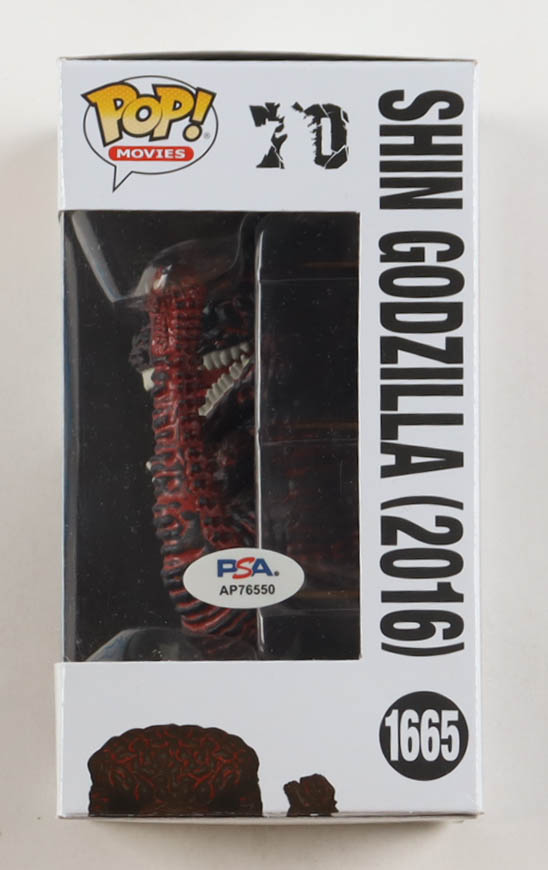 POP!
MOVIES
70
SHIN GODZILLA (2016)
PSA
AP76550
1665